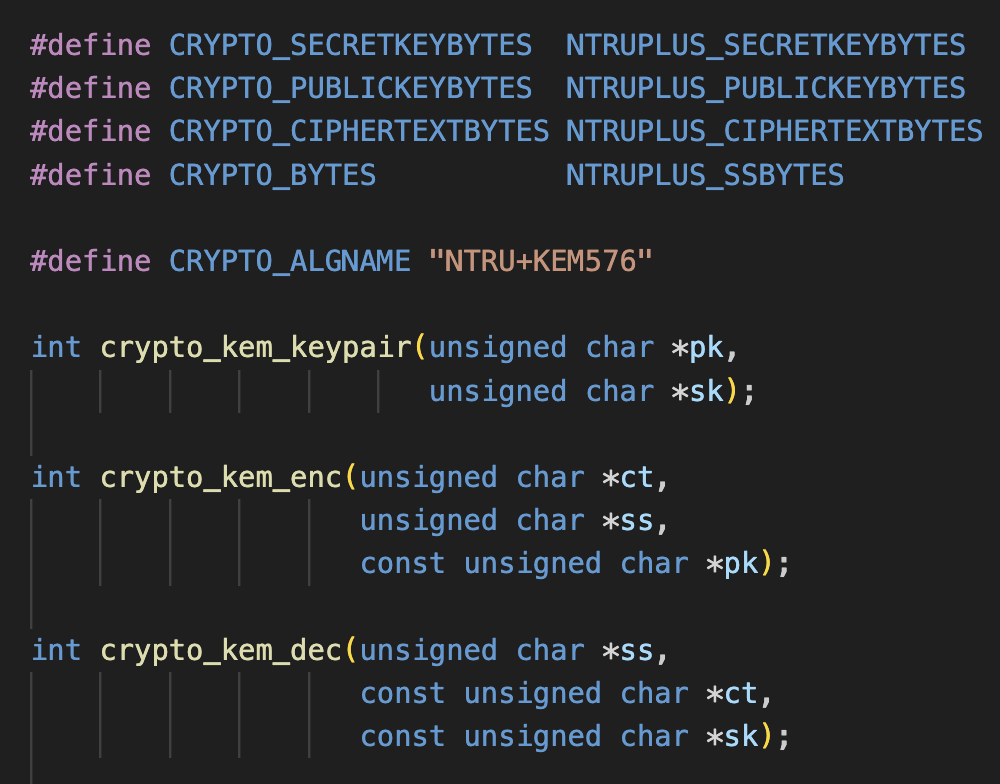 #define CRYPTO_SECRETKEYBYTES  NTRUPLUS_SECRETKEYBYTES
#define CRYPTO_PUBLICKEYBYTES  NTRUPLUS_PUBLICKEYBYTES
#define CRYPTO_CIPHERTEXTBYTES NTRUPLUS_CIPHERTEXTBYTES
#define CRYPTO_BYTES           NTRUPLUS_SSBYTES

#define CRYPTO_ALGNAME "NTRU+KEM576"

int crypto_kem_keypair(unsigned char *pk,
                       unsigned char *sk);

int crypto_kem_enc(unsigned char *ct,
                   unsigned char *ss,
                   const unsigned char *pk);

int crypto_kem_dec(unsigned char *ss,
                   const unsigned char *ct,
                   const unsigned char *sk);